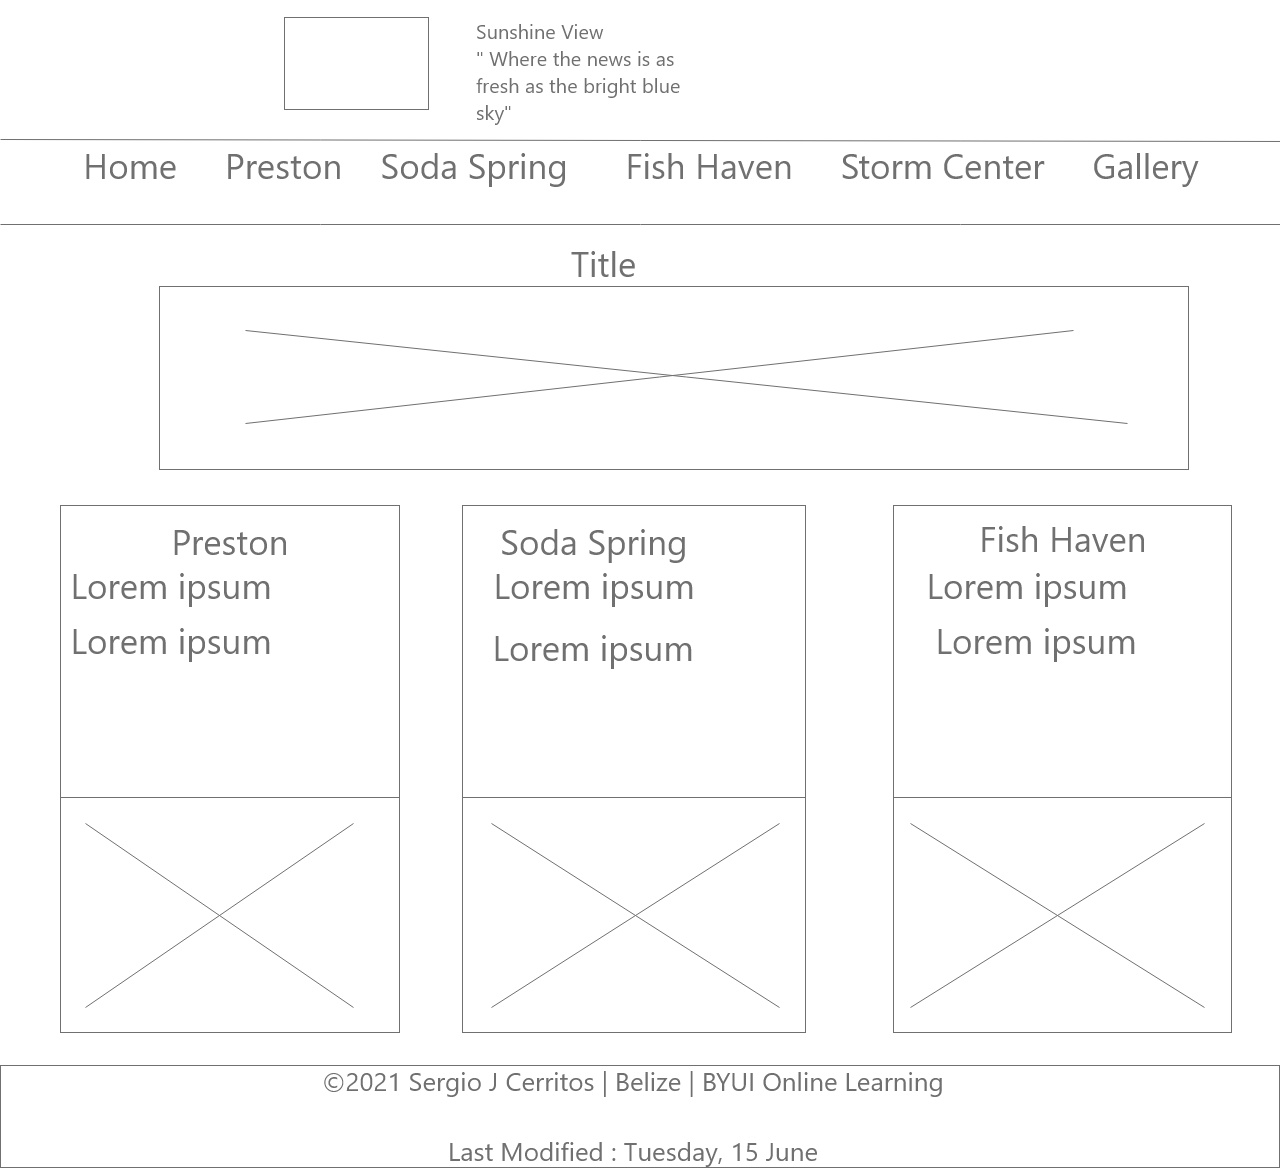 Sunshine View
" Where the news is as
fresh as the bright blue
sky"
Home Preston Soda Spring Fish Haven Storm Center Gallery
Title
Preston
Lorem ipsum
Lorem ipsum
Soda Spring
Lorem ipsum
Lorem ipsum
Fish Haven
Lorem ipsum
Lorem ipsum
©2021 Sergio J Cerritos | Belize | BYUI Online Learning
Last Modified : Tuesday, 15 June